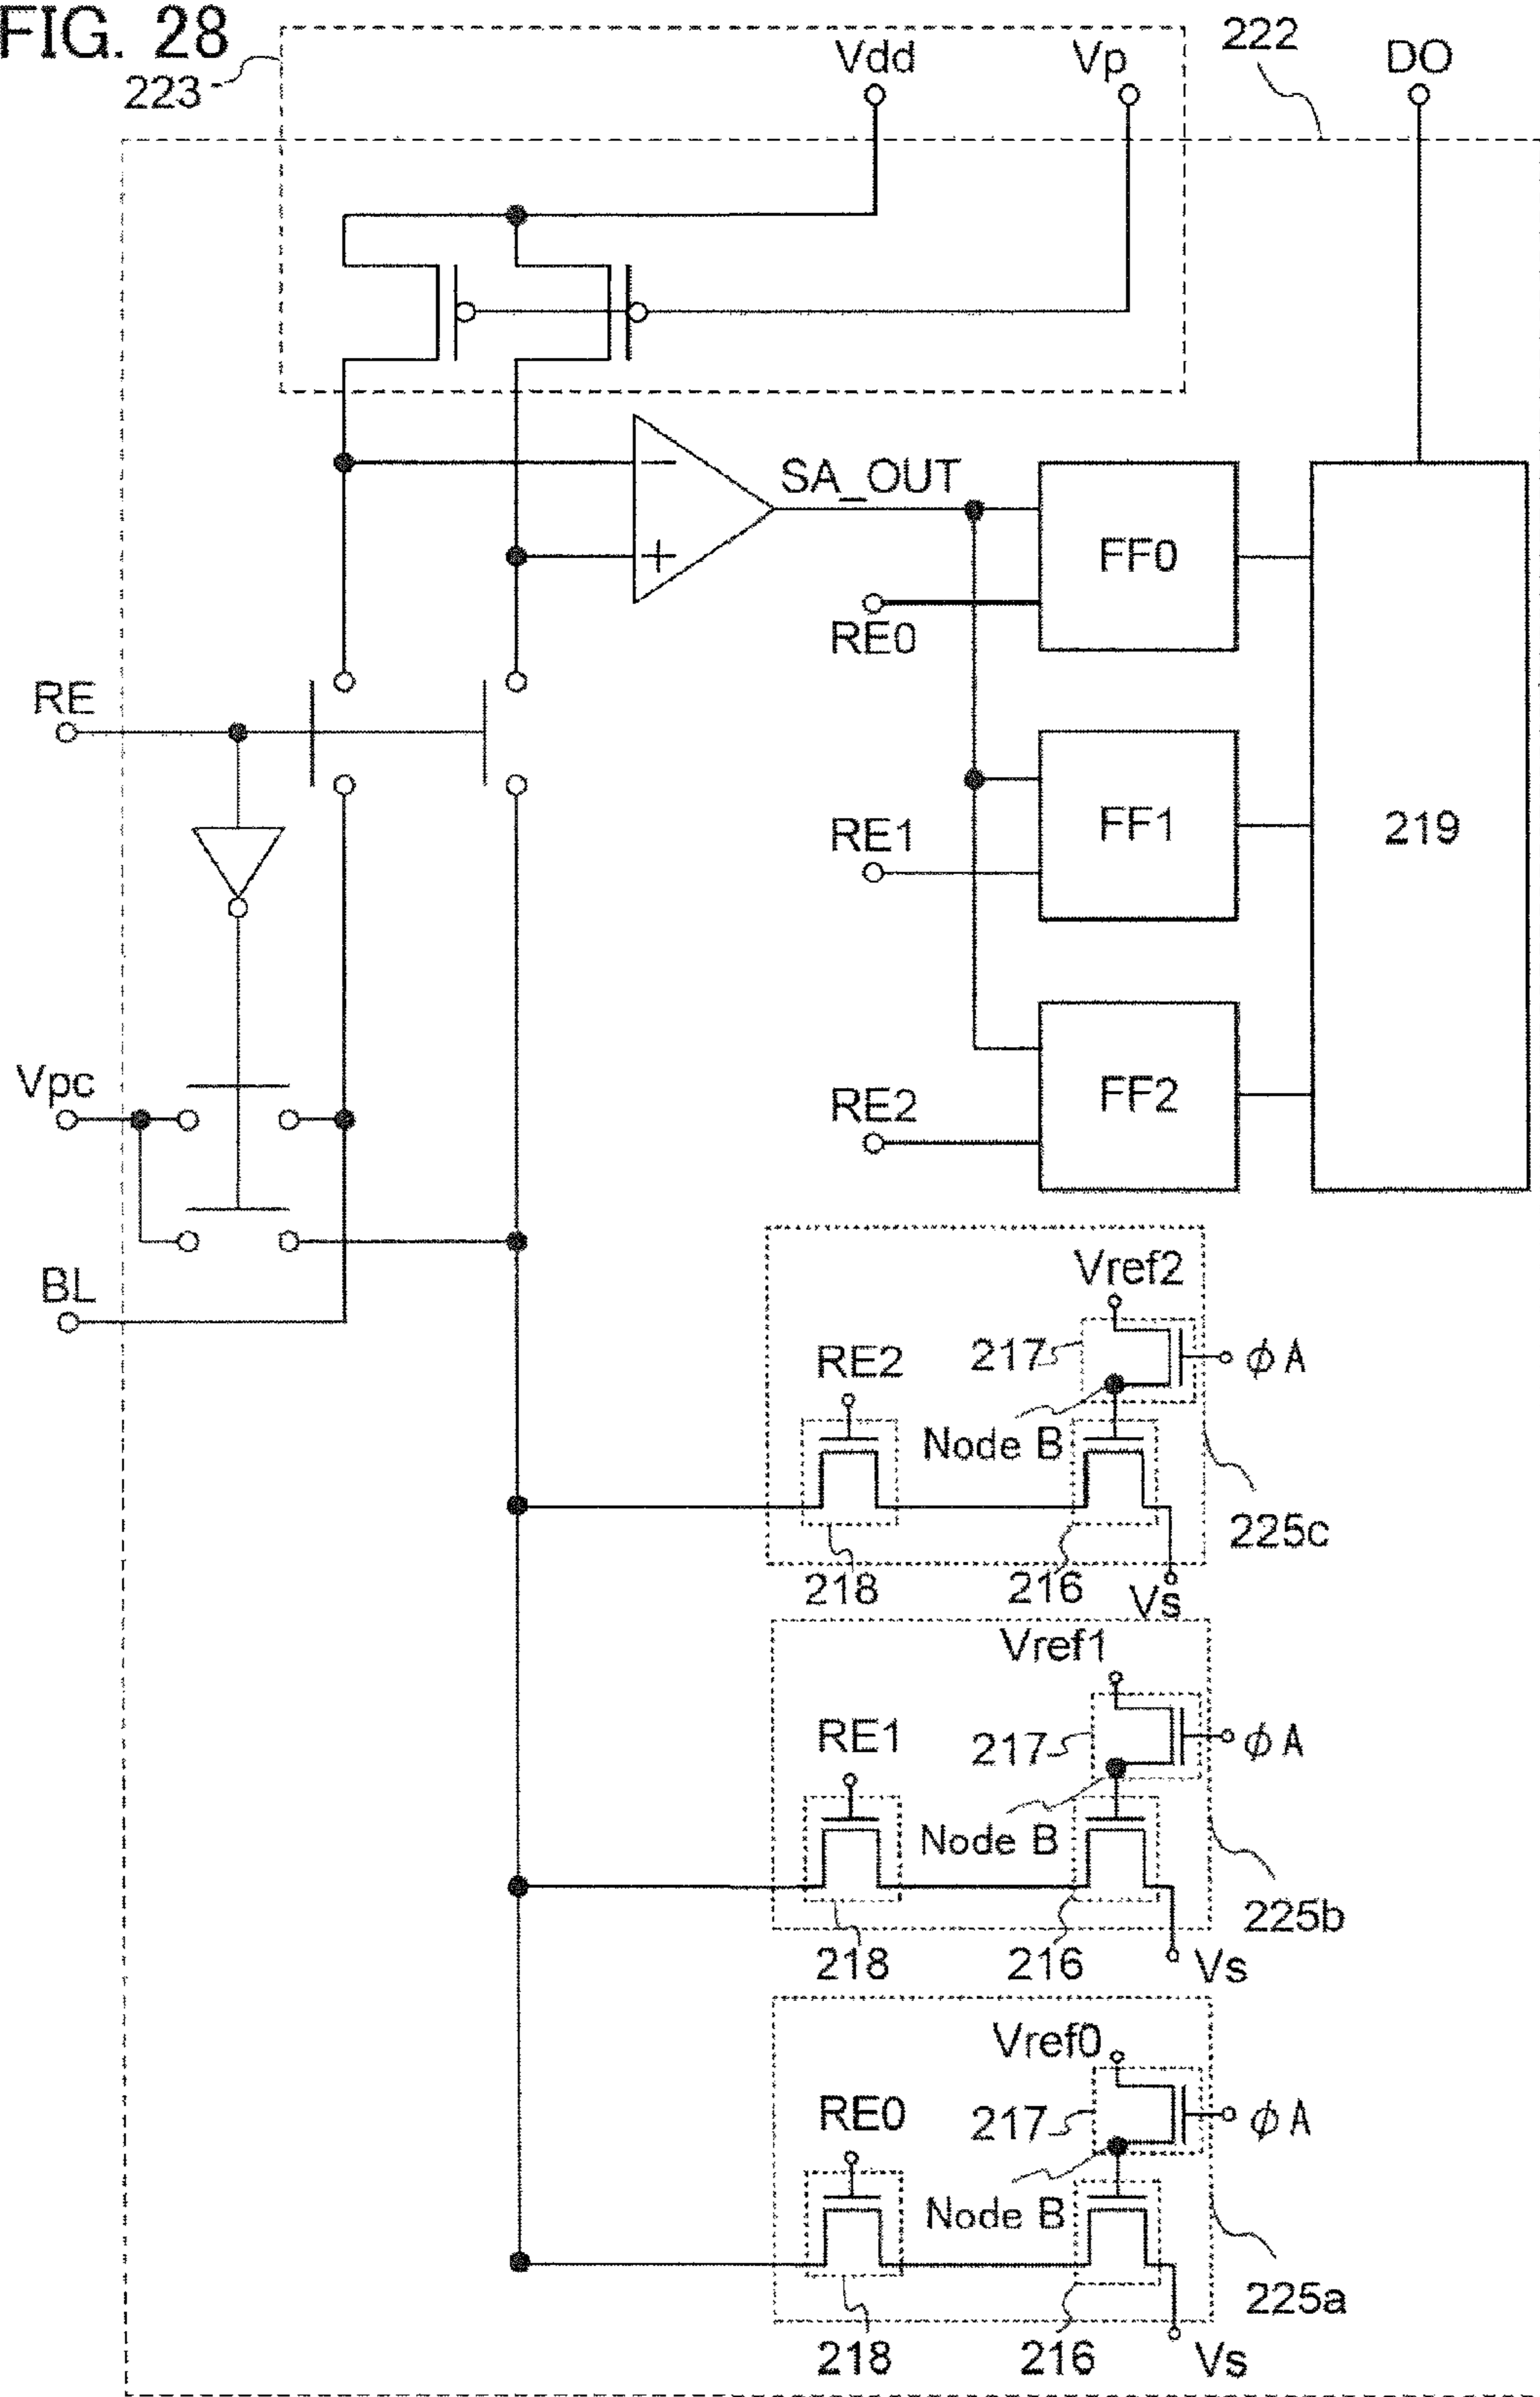 FIG. 28
223
Vdd
Vp
222
DO
−
+
SA_OUT
FF0
RE0
RE
FF1
RE1
219
Vpc
FF2
RE2
BL
Vref2
217
φA
RE2
Node B
225c
218
216
Vs
Vref1
217
φA
RE1
Node B
225b
218
216
Vs
Vref0
217
φA
RE0
Node B
225a
218
216
Vs